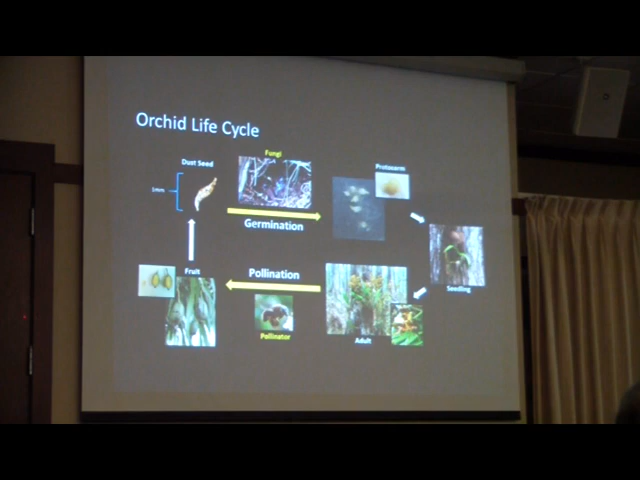 Orchid Life Cycle
Fungi
Dust Seed
Protocorm
1mm
Germination
Pollination
Fruit
Seedling
Pollinator
Adult